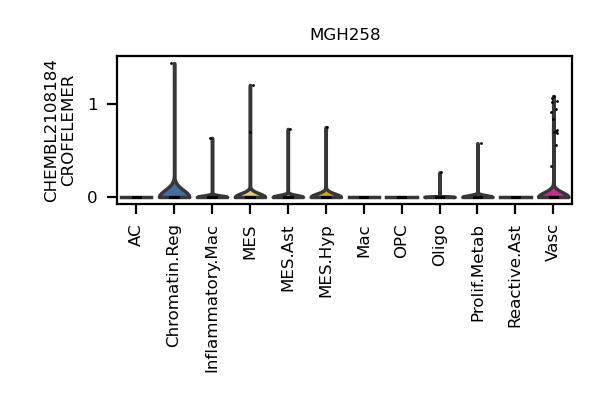 MGH258
CHEMBL2108184
CROFELEMER
1
0
AC
Chromatin.Reg
Inflammatory.Mac
MES
MES.Ast
MES.Hyp
Mac
OPC
Oligo
Prolif.Metab
Reactive.Ast
Vasc